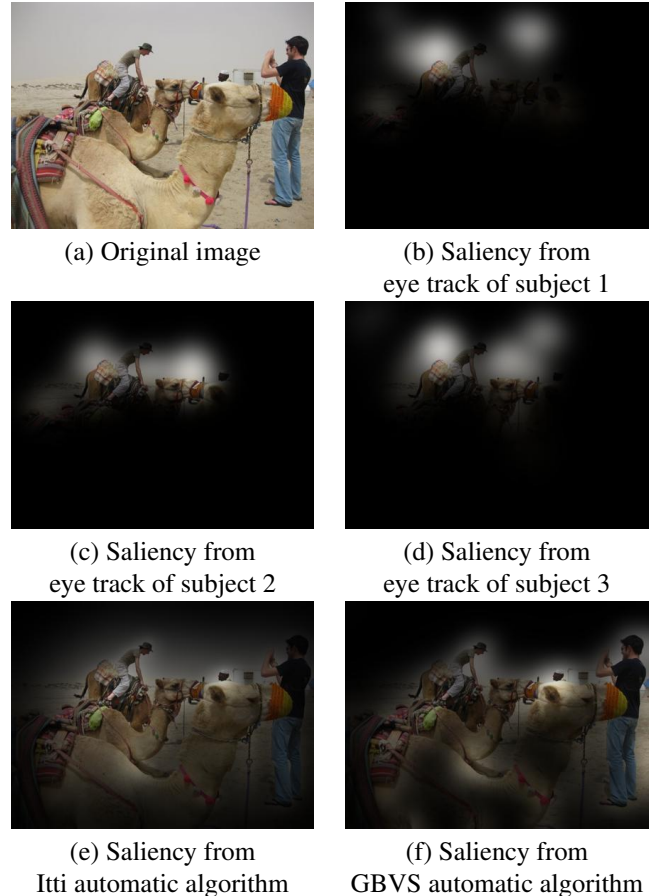 (a) Original image
(b) Saliency from
eye track of subject 1
(c) Saliency from
eye track of subject 2
(d) Saliency from
eye track of subject 3
(e) Saliency from
Itti automatic algorithm
(f) Saliency from
GBVS automatic algorithm